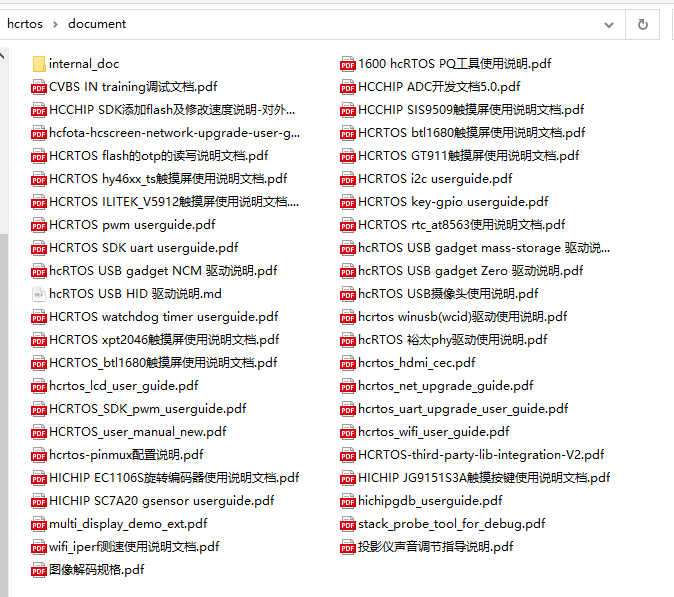 hcrtos > document
internal_doc
1600 hcRTOS PQ工具使用说明.pdf
CVBS IN training调试文档.pdf
HCCHIP ADC开发文档5.0.pdf
HCCHIP SDK添加flash及修改速度说明-对外...
HCCHIP SIS9509触摸屏使用说明文档.pdf
hcfota-hcscreen-network-upgrade-user-g...
HCRTOS btl1680触摸屏使用说明文档.pdf
HCRTOS flash的otp的读写说明文档.pdf
HCRTOS GT911触摸屏使用说明文档.pdf
HCRTOS hy46xx_ts触摸屏使用说明文档.pdf
HCRTOS i2c userguide.pdf
HCRTOS ILITEK_V5912触摸屏使用说明文档....
HCRTOS key-gpio userguide.pdf
HCRTOS pwm userguide.pdf
HCRTOS rtc_at8563使用说明文档.pdf
HCRTOS SDK uart userguide.pdf
hcRTOS USB gadget mass-storage 驱动说...
hcRTOS USB gadget NCM 驱动说明.pdf
hcRTOS USB gadget Zero 驱动说明.pdf
hcRTOS USB HID 驱动说明.md
hcRTOS USB摄像头使用说明.pdf
HCRTOS watchdog timer userguide.pdf
hcrtos winusb(wcid)驱动使用说明.pdf
HCRTOS xpt2046触摸屏使用说明文档.pdf
hcRTOS 裕太phy驱动使用说明.pdf
HCRTOS_btl1680触摸屏使用说明文档.pdf
hcrtos_hdmi_cec.pdf
hcrtos_lcd_user_guide.pdf
hcrtos_net_upgrade_guide.pdf
HCRTOS_SDK_pwm_userguide.pdf
hcrtos_uart_upgrade_user_guide.pdf
HCRTOS_user_manual_new.pdf
hcrtos_wifi_user_guide.pdf
hcrtos-pinmux配置说明.pdf
HCRTOS-third-party-lib-integration-V2.pdf
HICHIP EC1106S旋转编码器使用说明文档.pdf
HICHIP JG9151S3A触摸按键使用说明文档.pdf
HICHIP SC7A20 gsensor userguide.pdf
hichipgdb_userguide.pdf
multi_display_demo_ext.pdf
stack_probe_tool_for_debug.pdf
wifi_iperf测速使用说明文档.pdf
投影仪声音调节指导说明.pdf
图像解码规格.pdf